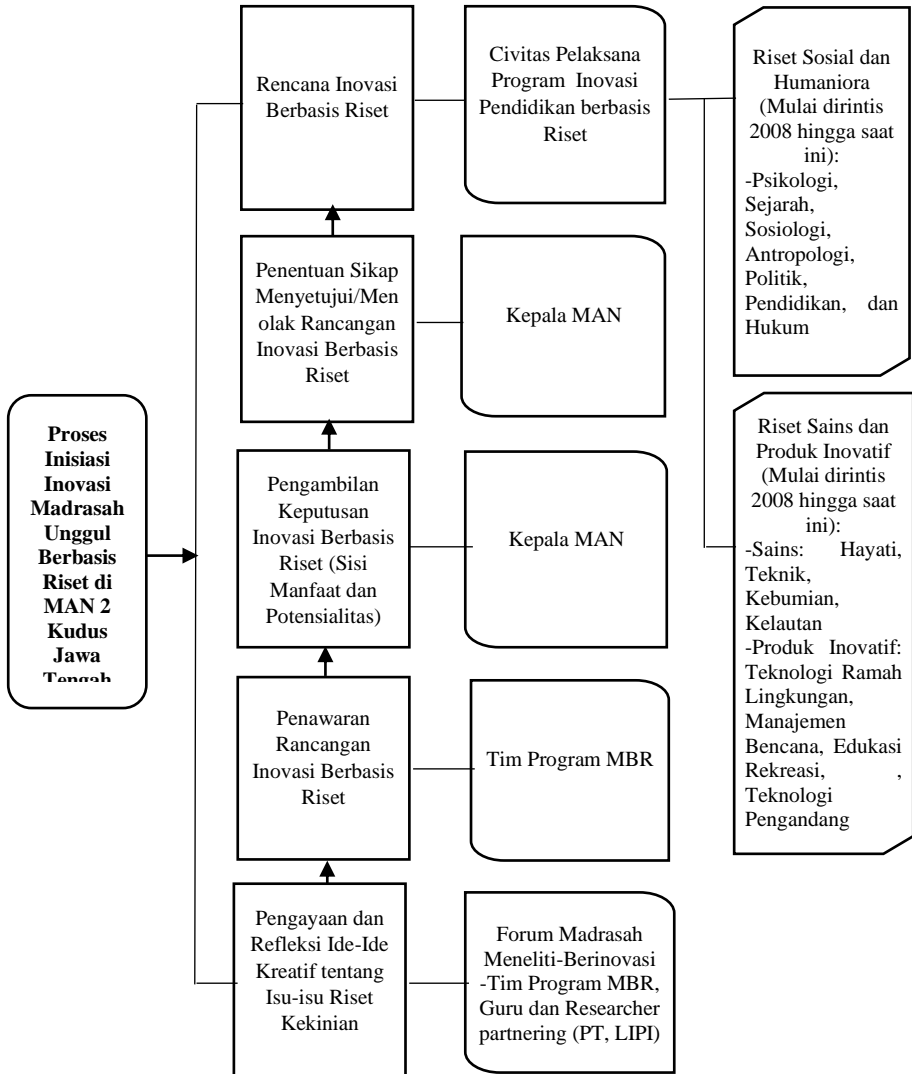 Proses
Inisiasi
Inovasi
Madrasah
Unggul
Berbasis
Riset di
MAN 2
Kudus
Jawa
Tengah
Rencana Inovasi
Berbasis Riset
Civitas Pelaksana
Program Inovasi
Pendidikan berbasis
Riset
Riset Sosial dan
Humaniora
(Mulai dirintis
2008 hingga saat
ini):
-Psikologi,
Sejarah,
Sosiologi,
Antropologi,
Politik,
Pendidikan, dan
Hukum
Penentuan Sikap
Menyetujui/Men
olak Rancangan
Inovasi Berbasis
Riset
Kepala MAN
Pengambilan
Keputusan
Inovasi Berbasis
Riset (Sisi
Manfaat dan
Potensialitas)
Kepala MAN
Riset Sains dan
Produk Inovatif
(Mulai dirintis
2008 hingga saat
ini):
-Sains: Hayati,
Teknik,
Kebumian,
Kelautan
-Produk Inovatif:
Teknologi Ramah
Lingkungan,
Manajemen
Bencana, Edukasi
Rekreasi, ,
Teknologi
Pengandang
Penawaran
Rancangan
Inovasi Berbasis
Riset
Tim Program MBR
Pengayaan dan
Refleksi Ide-Ide
Kreatif tentang
Isu-isu Riset
Kekinian
Forum Madrasah
Meneliti-Berinovasi
-Tim Program MBR,
Guru dan Researcher
partnering (PT, LIPI)